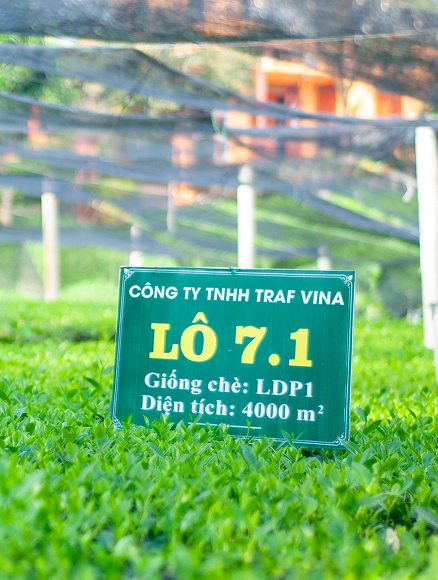 CÔNG TY TNHH TRAF VINA
LÔ 7.1
Giống chè: LDP1
Diện tích: 4000 m²